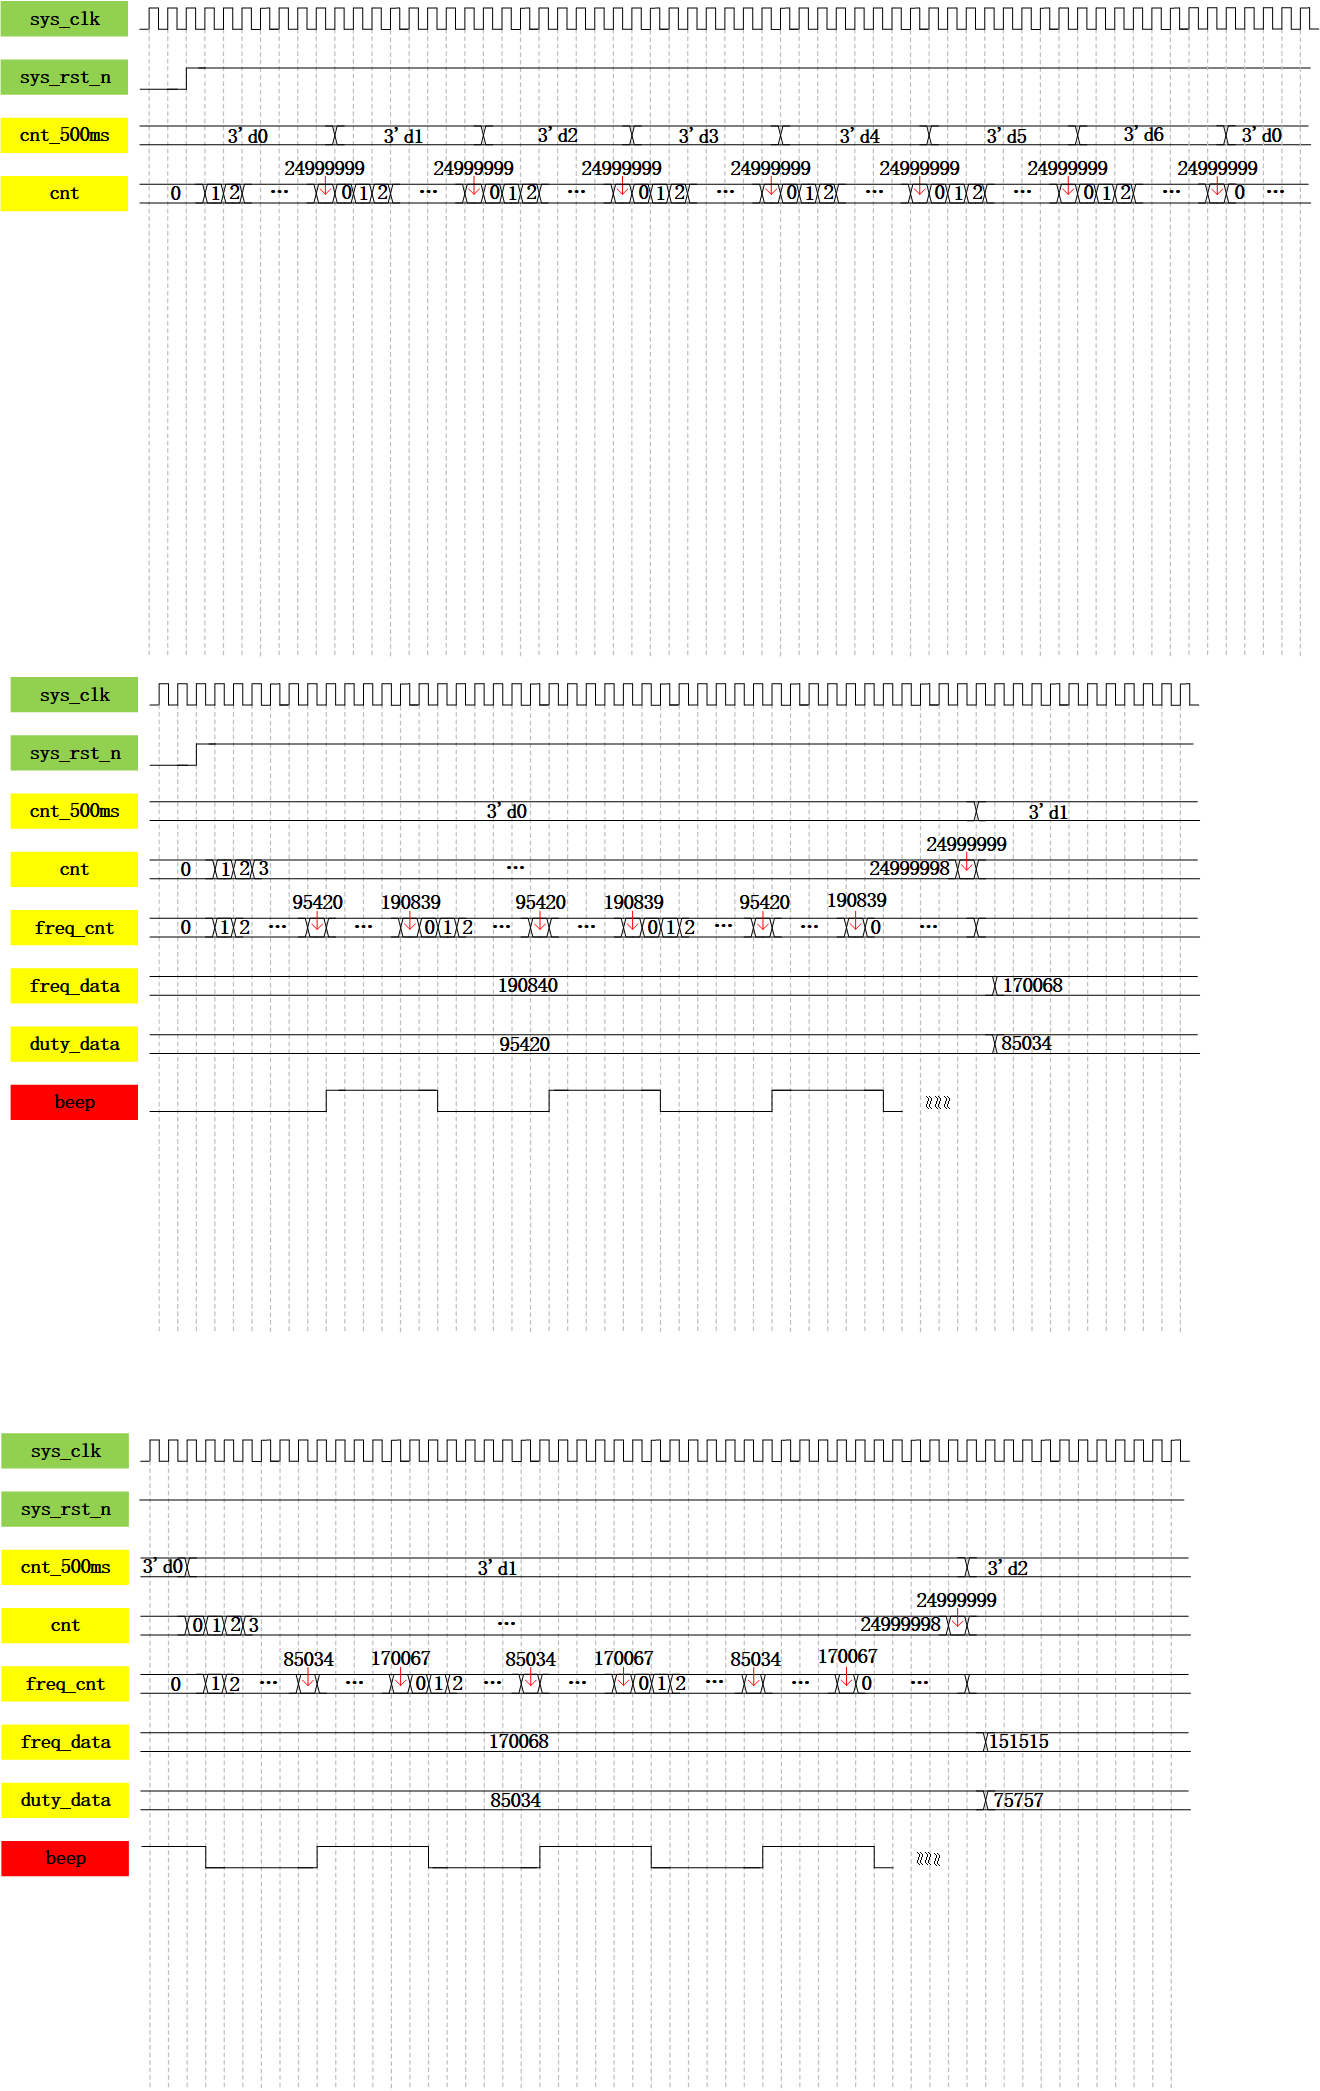 sys_clk
sys_rst_n
cnt_500ms 3'd0 3'd1 3'd2 3'd3 3'd4 3'd5 3'd6 3'd0
24999999 24999999 24999999 24999999 24999999 24999999 24999999
cnt 0 1 2 ... 0 1 2 ... 0 1 2 ... 0 1 2 ... 0 1 2 ... 0 1 2 ... 0 1 2 ... 0 ...
sys_clk
sys_rst_n
cnt_500ms 3'd0 3'd1
24999999
cnt 0 1 2 3 ... 24999998
95420 190839 95420 190839 95420 190839
freq_cnt 0 1 2 ... ... 0 1 2 ... ... 0 1 2 ... ... 0 ...
freq_data 190840 170068
duty_data 95420 85034
beep
sys_clk
sys_rst_n
cnt_500ms 3'd0 3'd1 3'd2
24999999
cnt 0 1 2 3 ... 24999998
85034 170067 85034 170067 85034 170067
freq_cnt 0 1 2 ... ... 0 1 2 ... ... 0 1 2 ... ... 0 ...
freq_data 170068 151515
duty_data 85034 75757
beep